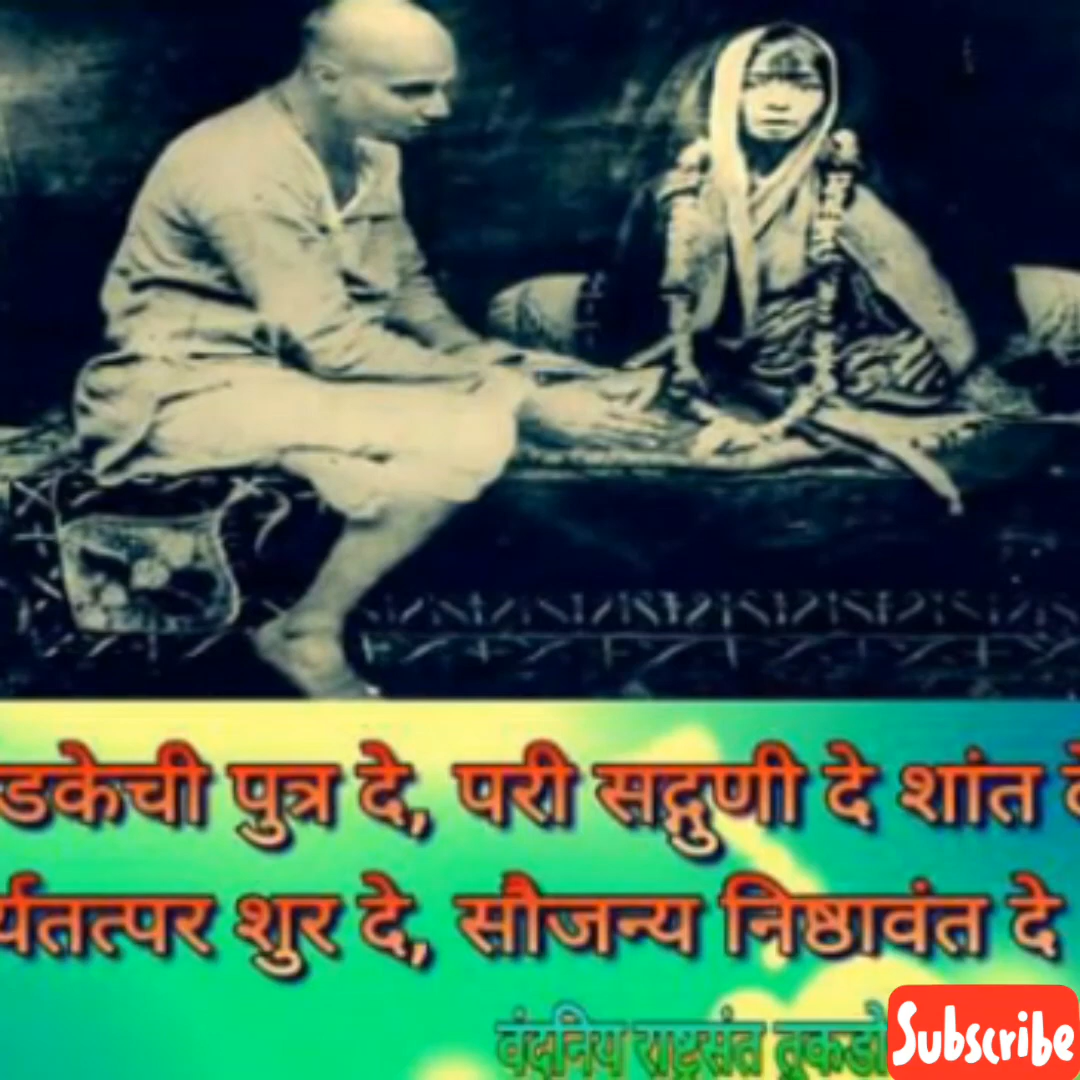 डकेची पुत्र दे, परी सद्गुणी दे शांत दे
र्यतत्पर शुर दे, सौजन्य निष्ठावंत दे
वंदनिय राष्ट्रसंत तुकडो
Subscribe